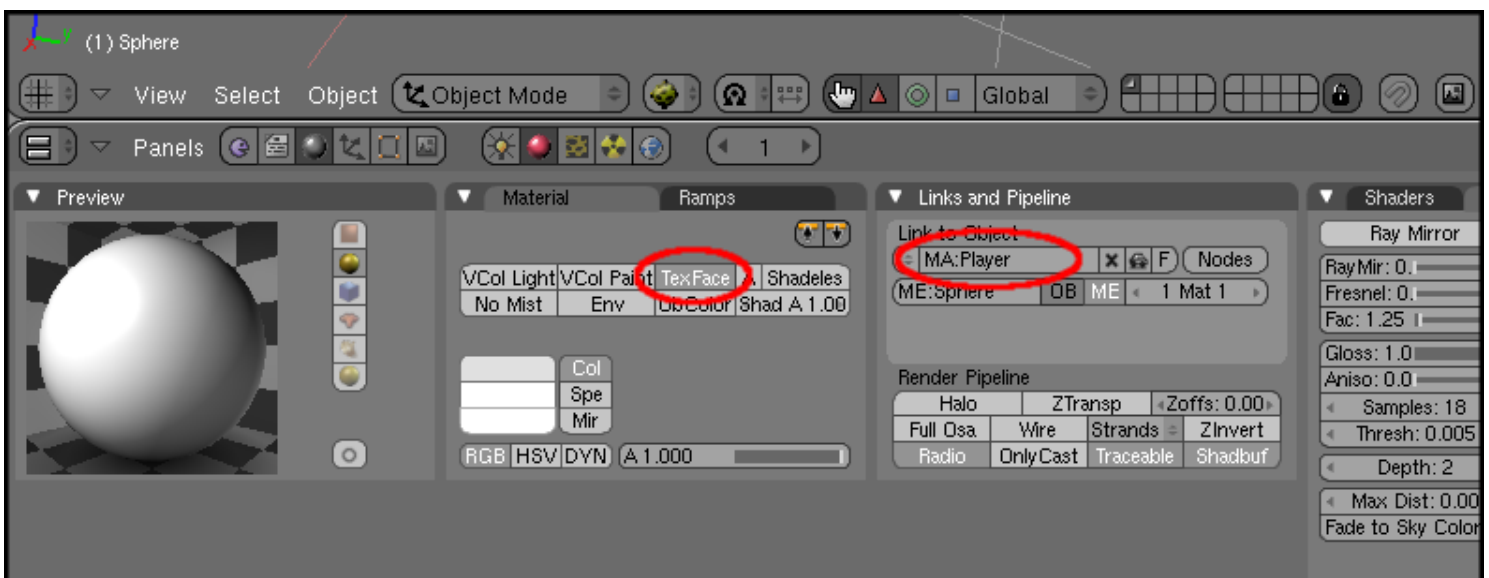 y (1) Sphere
x
View Select Object Object Mode Global
Panels 1
Preview
Material Ramps
VCol Light VCol Paint TexFace A Shadeles
No Mist Env ObColor Shad A 1.00
Col
Spe
Mir
RGB HSV DYN A 1.000
Links and Pipeline
Link to Object
MA:Player F Nodes
ME:Sphere OB ME 1 Mat 1
Render Pipeline
Halo ZTransp Zoffs: 0.00
Full Osa Wire Strands ZInvert
Radio OnlyCast Traceable Shadbuf
Shaders
Ray Mirror
RayMir: 0.
Fresnel: 0.
Fac: 1.25
Gloss: 1.0
Aniso: 0.0
Samples: 18
Thresh: 0.005
Depth: 2
Max Dist: 0.00
Fade to Sky Color